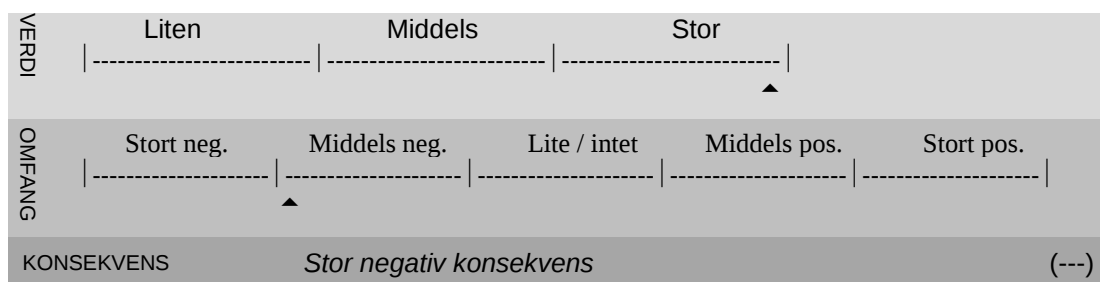 VERDI
Liten Middels Stor
|--------------------------|--------------------------|--------------------------|
OMFANG
Stort neg. Middels neg. Lite / intet Middels pos. Stort pos.
|---------------------|---------------------|---------------------|---------------------|---------------------|
KONSEKVENS Stor negativ konsekvens (---)